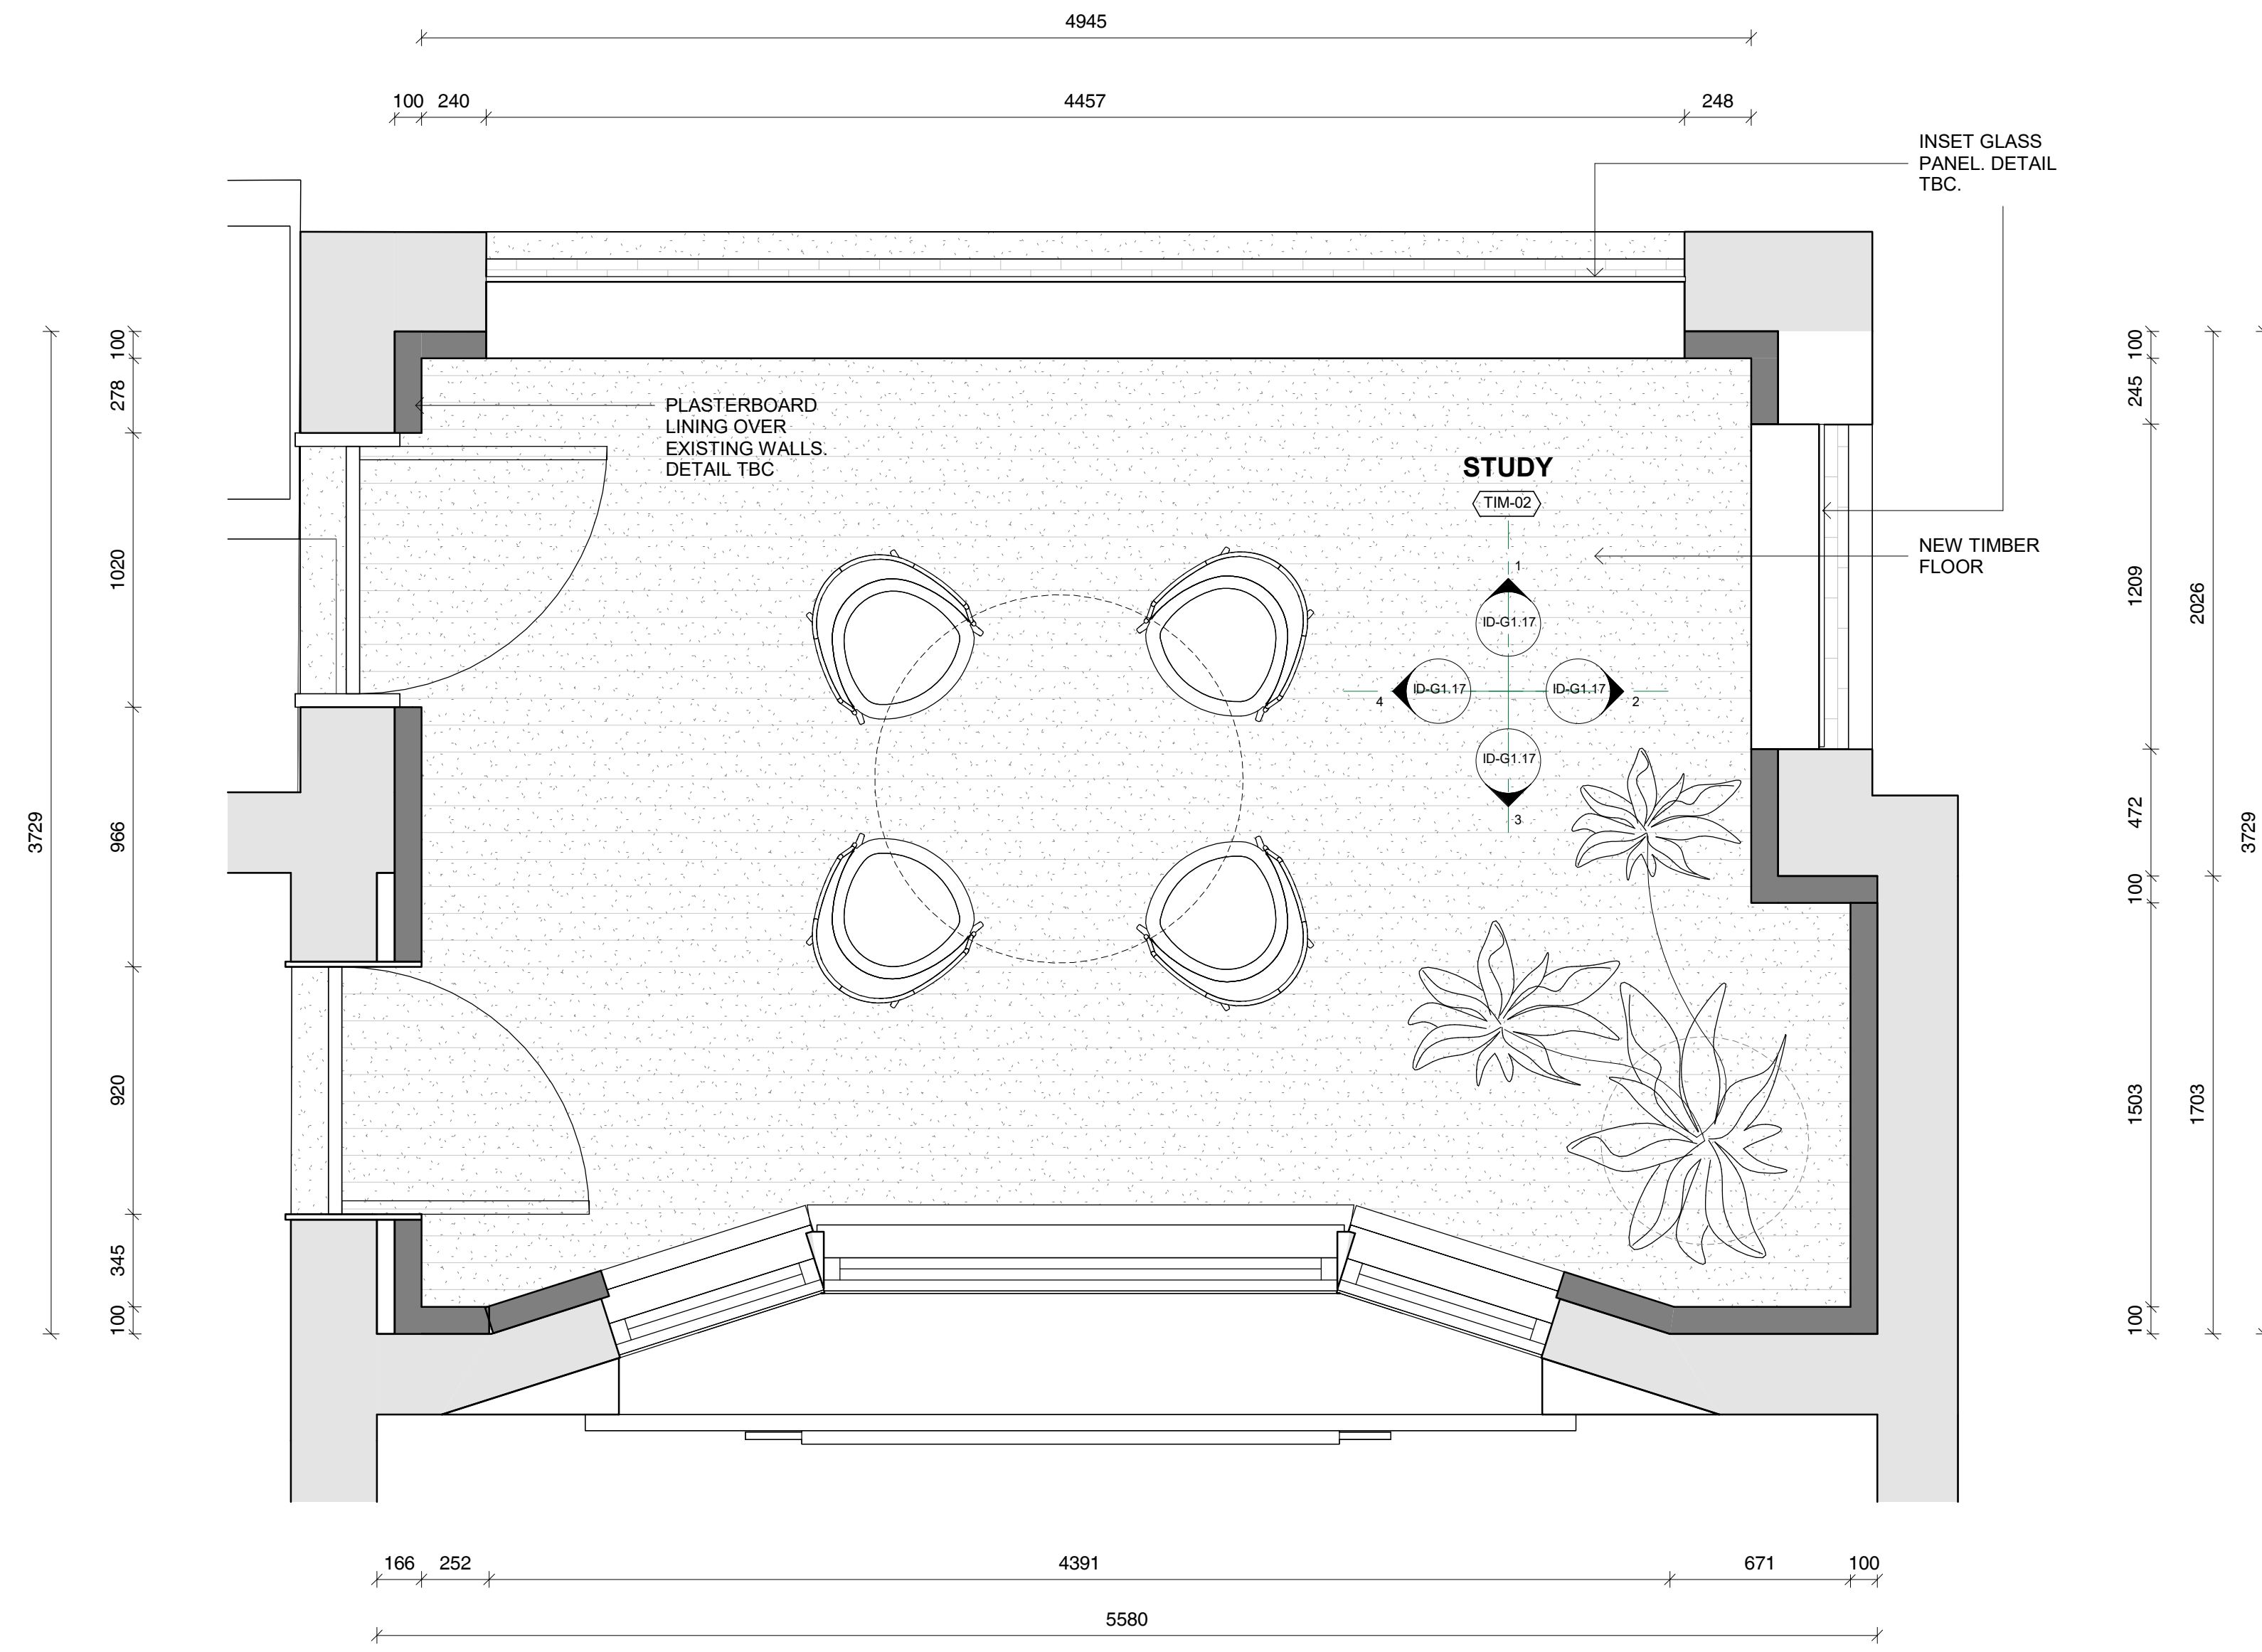 4945
100 240 4457 248
INSET GLASS
PANEL. DETAIL
TBC.
PLASTERBOARD
LINING OVER
EXISTING WALLS.
DETAIL TBC
STUDY
TIM-02
NEW TIMBER
FLOOR
1
ID-G1.17
4 ID-G1.17 ID-G1.17 2
ID-G1.17
3
3729
100
278
1020
966
920
345
100
100
245
1209
472
100
1503
100
2026
1703
3729
166 252 4391 671 100
5580